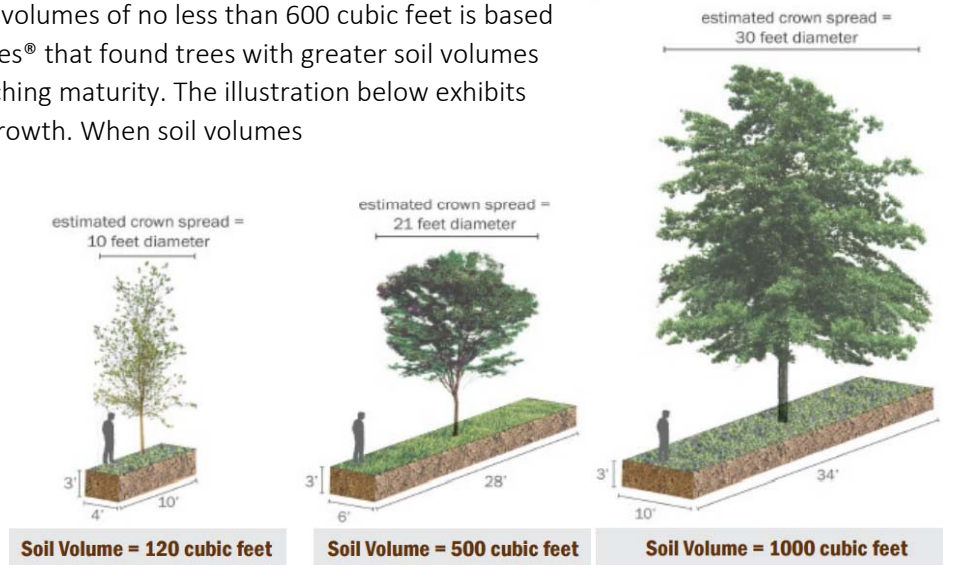 volumes of no less than 600 cubic feet is based
es® that found trees with greater soil volumes
ching maturity. The illustration below exhibits
rowth. When soil volumes
estimated crown spread =
10 feet diameter
3'
4'
10'
Soil Volume = 120 cubic feet
estimated crown spread =
21 feet diameter
3'
6'
28'
Soil Volume = 500 cubic feet
estimated crown spread =
30 feet diameter
3'
10'
34'
Soil Volume = 1000 cubic feet